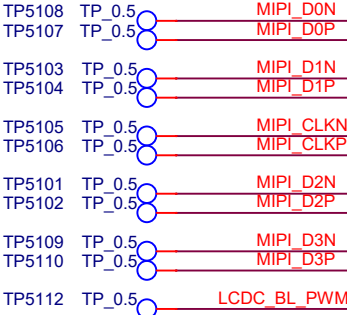 TP5108 TP_0.5 MIPI_D0N
TP5107 TP_0.5 MIPI_D0P
TP5103 TP_0.5 MIPI_D1N
TP5104 TP_0.5 MIPI_D1P
TP5105 TP_0.5 MIPI_CLKN
TP5106 TP_0.5 MIPI_CLKP
TP5101 TP_0.5 MIPI_D2N
TP5102 TP_0.5 MIPI_D2P
TP5109 TP_0.5 MIPI_D3N
TP5110 TP_0.5 MIPI_D3P
TP5112 TP_0.5 LCDC_BL_PWM